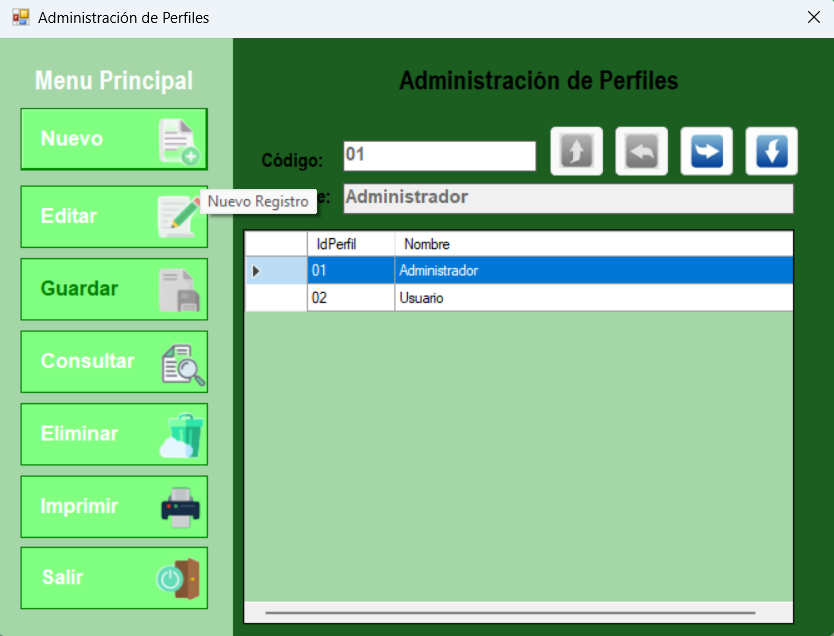 Administración de Perfiles
Menu Principal
Administración de Perfiles
Nuevo
Editar
Guardar
Consultar
Eliminar
Imprimir
Salir
Nuevo Registro
Código: 01
e: Administrador
IdPerfil Nombre
01 Administrador
02 Usuario